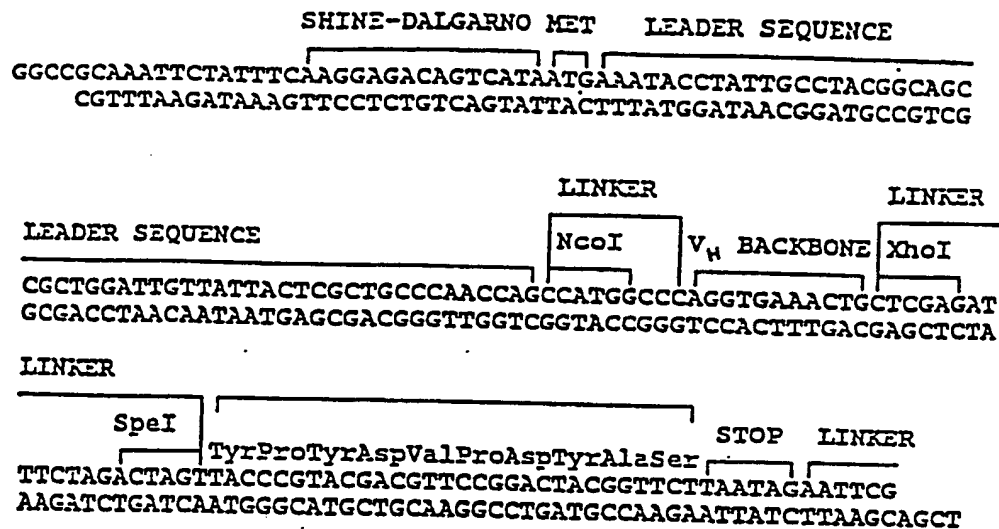 SHINE-DALGARNO MET LEADER SEQUENCE
GGCCGCAAATTCTATTTCAAGGAGACAGTCATAATGAAATACCTATTGCCTACGGCAGC
CGTTTAAGATAAAGTTCCTCTGTCAGTATTACTTTATGGATAACGGATGCCGTCG
LINKER LINKER
LEADER SEQUENCE NcoI VH BACKBONE XhoI
CGCTGGATTGTTATTACTCGCTGCCCAACCAGCCATGGCCCAGGTGAAACTGCTCGAGAT
GCGACCTAACAATAATGAGCGACGGGTTGGTCGGTACCGGGTCCACTTTGACGAGCTCTA
LINKER
SpeI STOP LINKER
TyrProTyrAspValProAspTyrAlaSer
TTCTAGACTAGTTACCCGTACGACGTTCCGGACTACGGTTCTTAATAGAATTCG
AAGATCTGATCAATGGGCATGCTGCAAGGCCTGATGCCAAGAATTATCTTAAGCAGCT